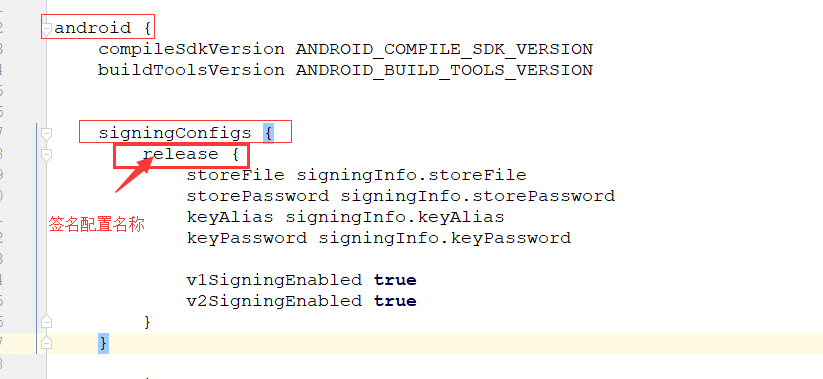 android {
compileSdkVersion ANDROID_COMPILE_SDK_VERSION
buildToolsVersion ANDROID_BUILD_TOOLS_VERSION
signingConfigs {
release {
storeFile signingInfo.storeFile
storePassword signingInfo.storePassword
keyAlias signingInfo.keyAlias
签名配置名称
keyPassword signingInfo.keyPassword
v1SigningEnabled true
v2SigningEnabled true
}
}